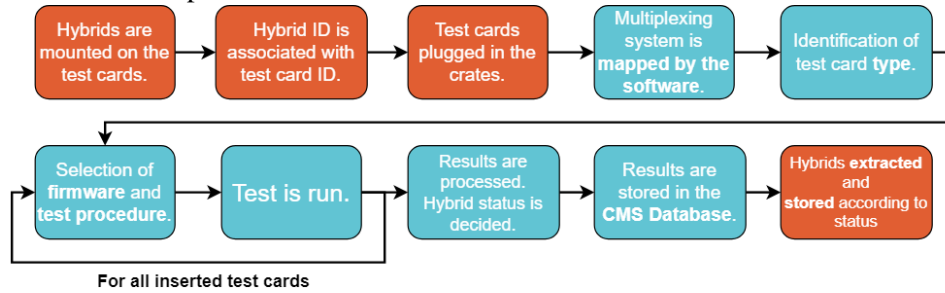 Hybrids are
mounted on the
test cards.
Hybrid ID is
associated with
test card ID.
Test cards
plugged in the
crates.
Multiplexing
system is
mapped by the
software.
Identification of
test card type.
Selection of
firmware and
test procedure.
Test is run.
Results are
processed.
Hybrid status is
decided.
Results are
stored in the
CMS Database.
Hybrids extracted
and
stored according to
status
For all inserted test cards